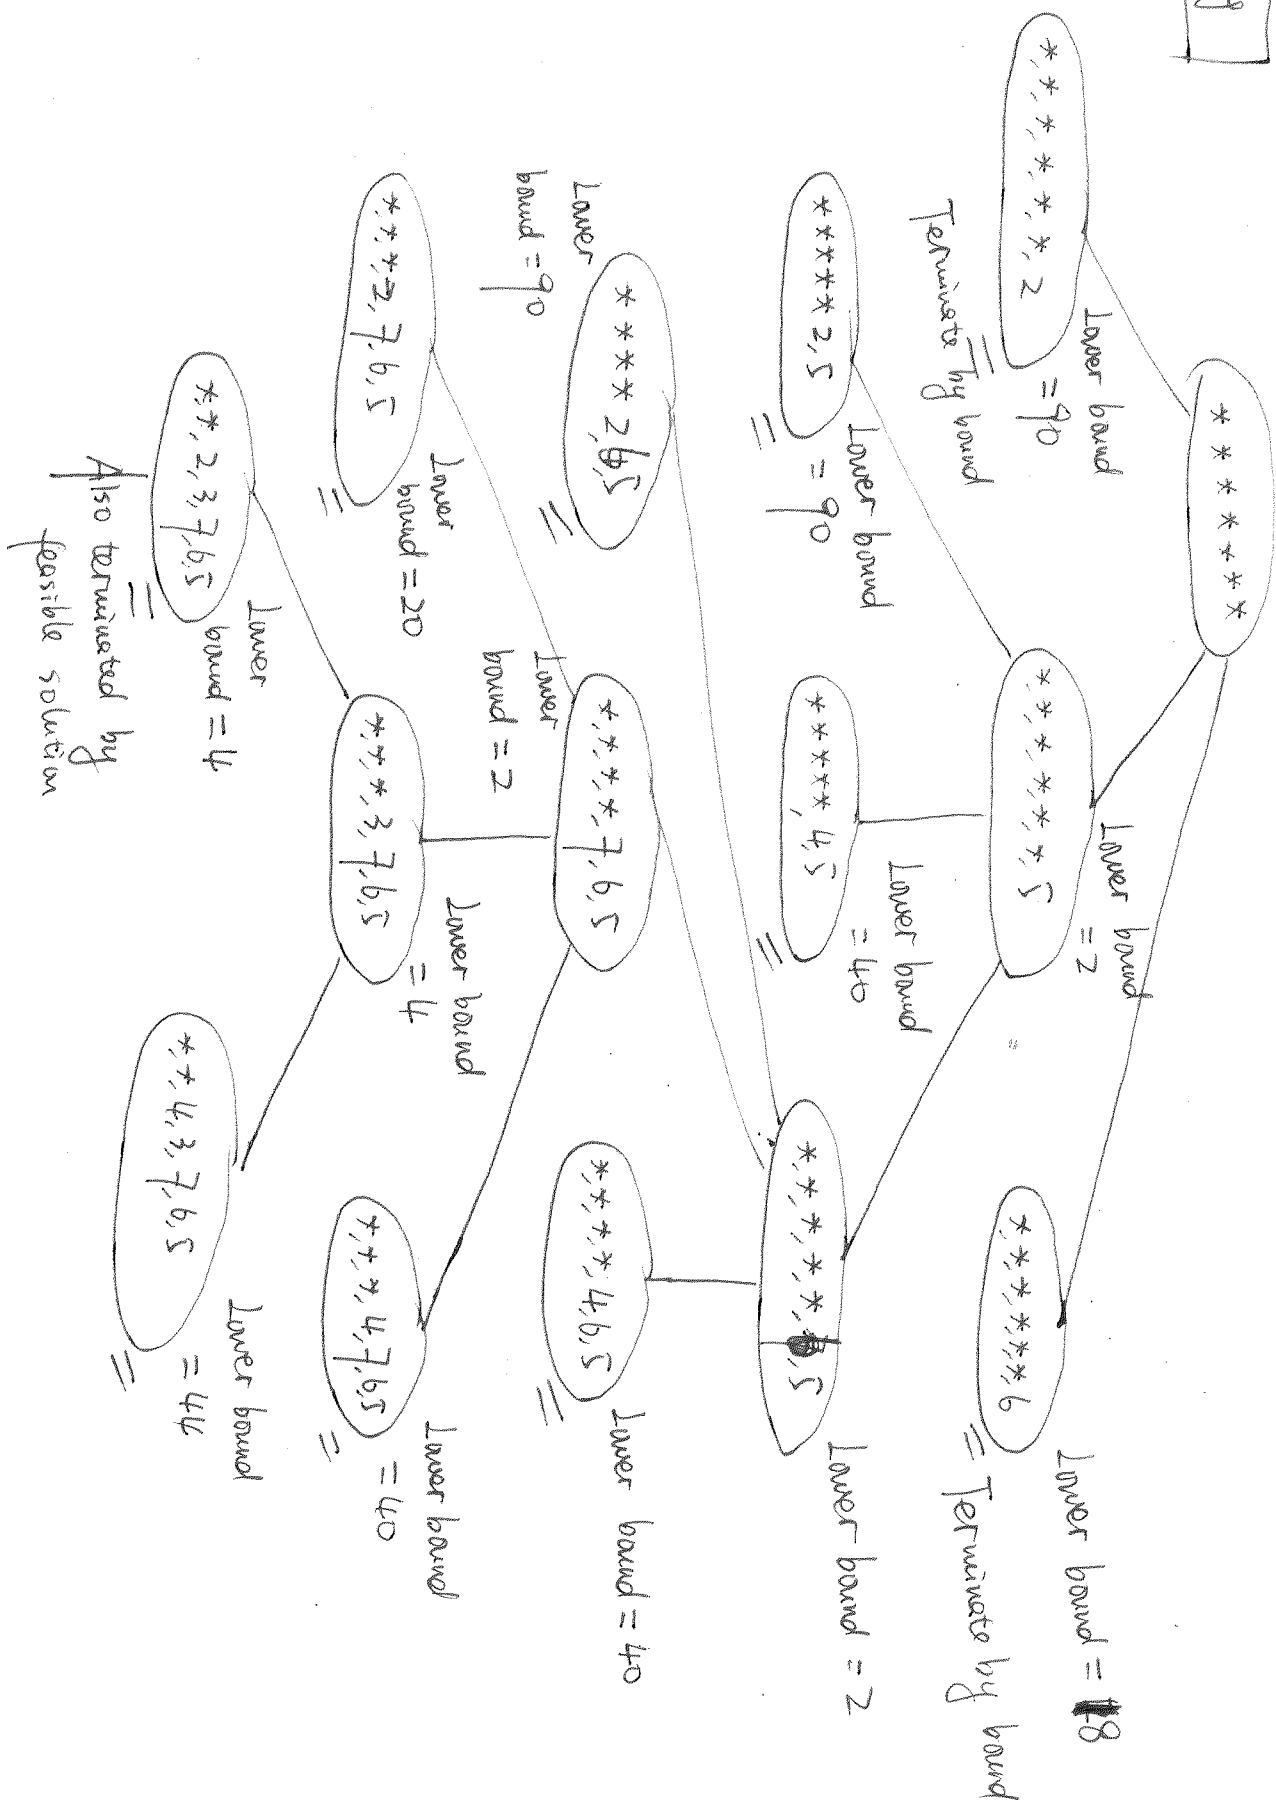 *******
*,*,*,*,*,*,2
Lower bound
= 90
Terminate by bound
*,*,*,*,*,*,5
Lower bound
= 2
*,*,*,*,*,*,6
Lower bound = 8
Terminate by bound
*****2,5
Lower bound
= 90
*****,4,5
Lower bound
= 40
*,*,*,*,*, ,5
Lower bound = 2
Lower
bound = 90
****2,6,5
*,*,*,*,7,6,5
Lower
bound = 2
*,*,*,*,4,6,5
Lower bound = 40
*,*,*,2,7,6,5
Lower
bound = 20
*,*,*,3,7,6,5
Lower bound
= 4
*,*,*,4,7,6,5
Lower bound
= 40
*,*,2,3,7,6,5
Lower
bound = 4
Also terminated by
feasible solution
*,*,4,3,7,6,5
Lower bound
= 44